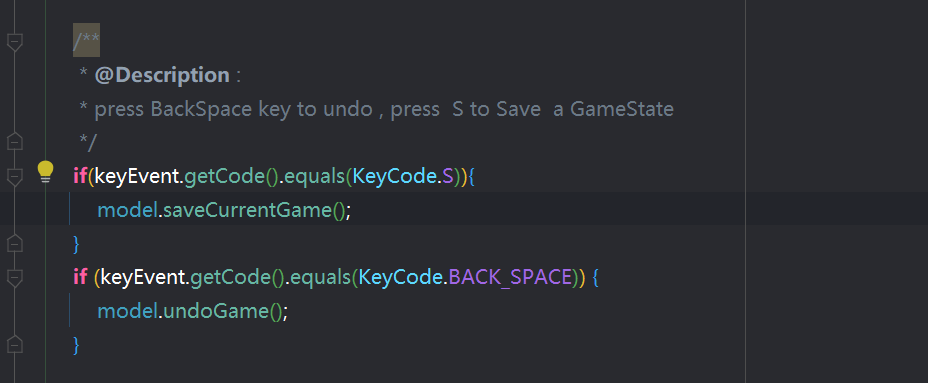 /**
* @Description :
* press BackSpace key to undo , press  S to Save  a GameState
*/
if(keyEvent.getCode().equals(KeyCode.S)){
model.saveCurrentGame();
}
if (keyEvent.getCode().equals(KeyCode.BACK_SPACE)) {
model.undoGame();
}